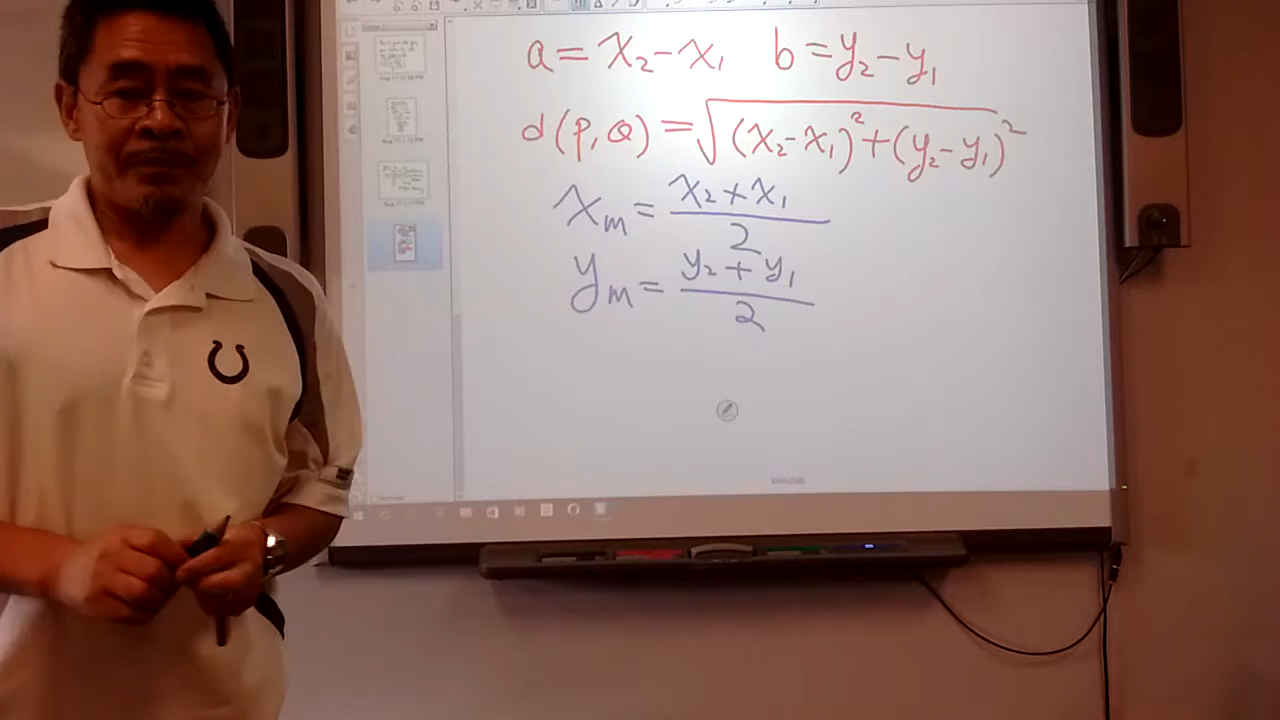 a = x₂ - x₁ b = y₂ - y₁
d(P,Q) = √(x₂ - x₁)² + (y₂ - y₁)²
xₘ = x₂ + x₁ / 2
yₘ = y₂ + y₁ / 2